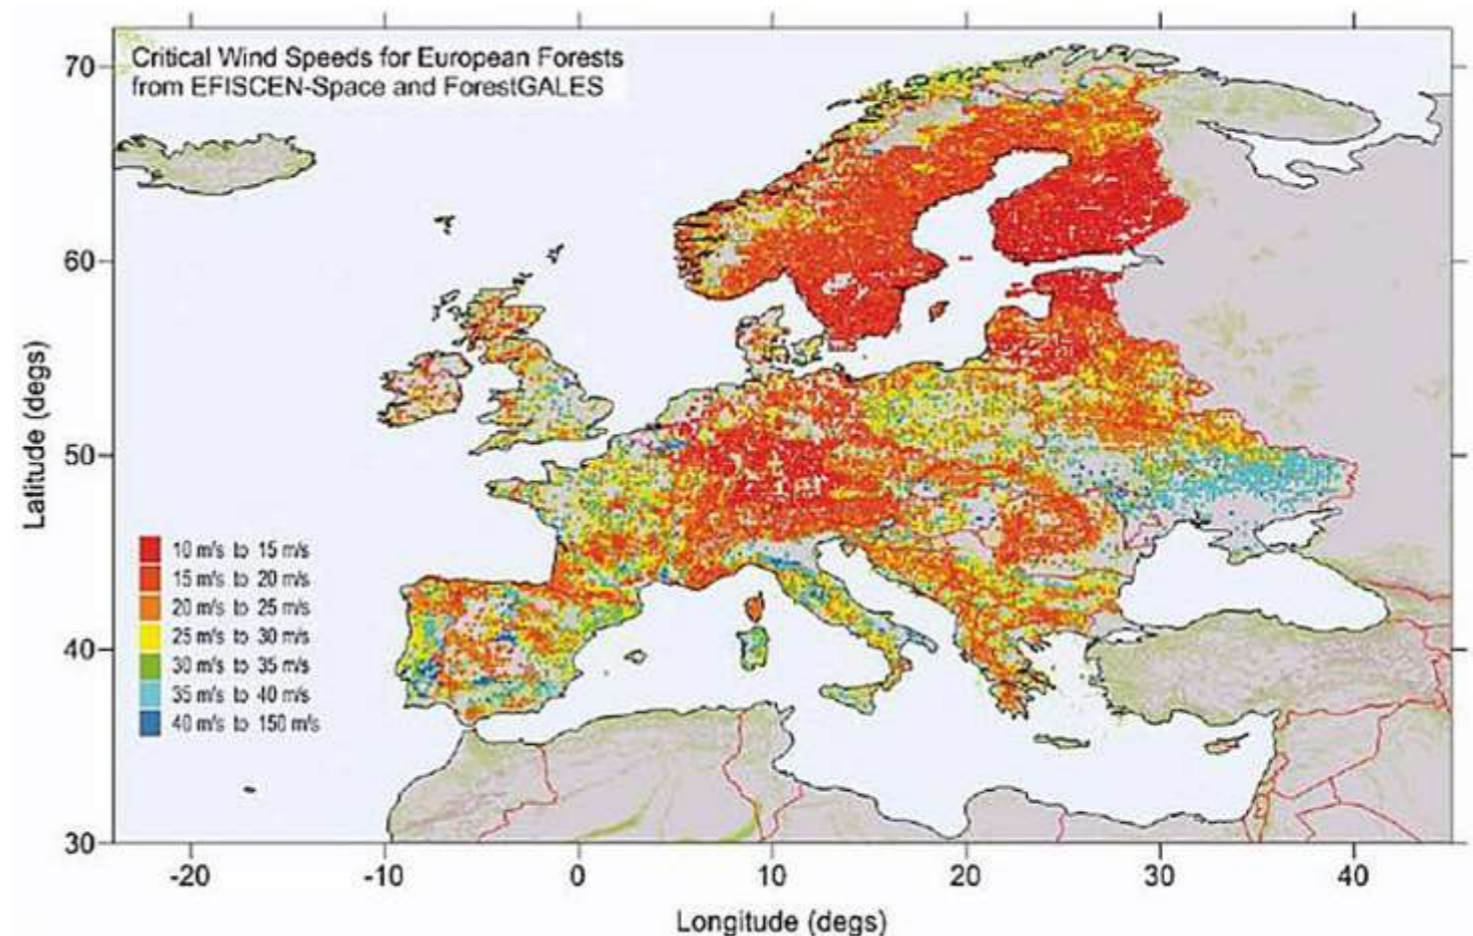 Critical Wind Speeds for European Forests
from EFISCEN-Space and ForestGALES
70
60
50
40
30
Latitude (degs)
10 m/s to 15 m/s
15 m/s to 20 m/s
20 m/s to 25 m/s
25 m/s to 30 m/s
30 m/s to 35 m/s
35 m/s to 40 m/s
40 m/s to 150 m/s
-20 -10 0 10 20 30 40
Longitude (degs)